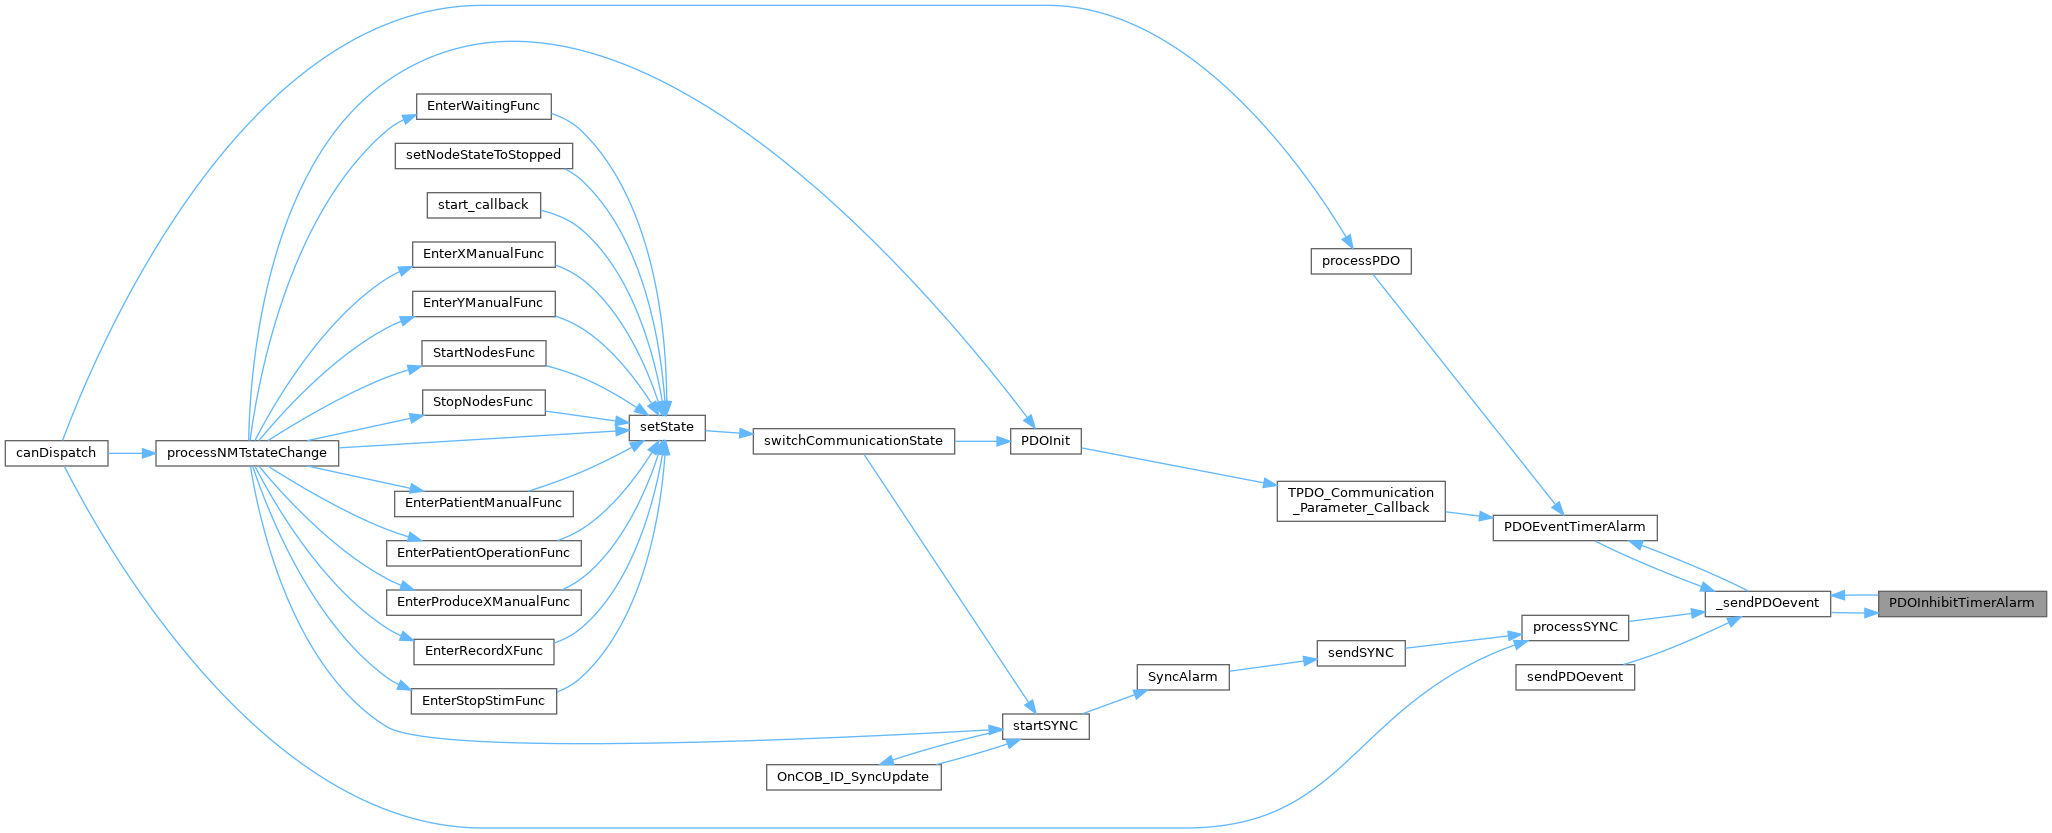 EnterWaitingFunc
setNodeStateToStopped
start_callback
EnterXManualFunc
processPDO
EnterYManualFunc
StartNodesFunc
StopNodesFunc
setState
switchCommunicationState
PDOInit
canDispatch
processNMTstateChange
TPDO_Communication
_Parameter_Callback
EnterPatientManualFunc
PDOEventTimerAlarm
EnterPatientOperationFunc
EnterProduceXManualFunc
_sendPDOevent
PDOInhibitTimerAlarm
processSYNC
EnterRecordXFunc
sendSYNC
SyncAlarm
sendPDOevent
EnterStopStimFunc
startSYNC
OnCOB_ID_SyncUpdate